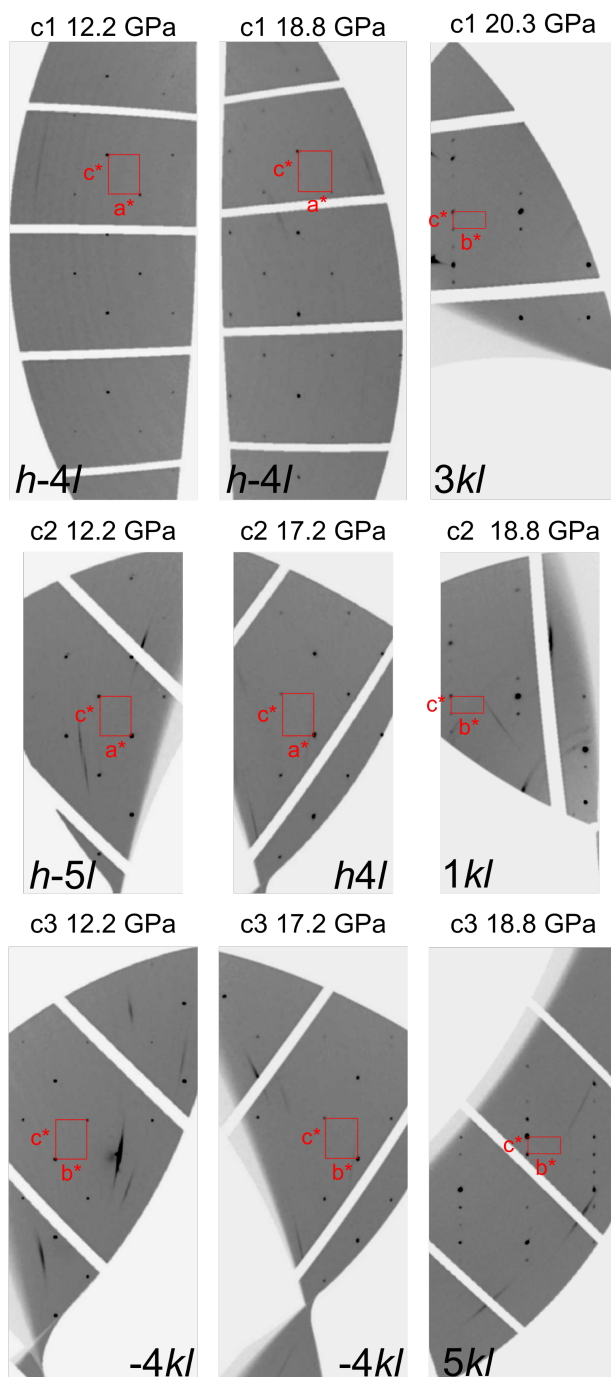 c1 12.2 GPa
c1 18.8 GPa
c1 20.3 GPa
c*
a*
c*
a*
c*
b*
h-4l
h-4l
3kl
c2 12.2 GPa
c2 17.2 GPa
c2 18.8 GPa
c*
a*
c*
a*
c*
b*
h-5l
h4l
1kl
c3 12.2 GPa
c3 17.2 GPa
c3 18.8 GPa
c*
b*
c*
b*
c*
b*
-4kl
-4kl
5kl